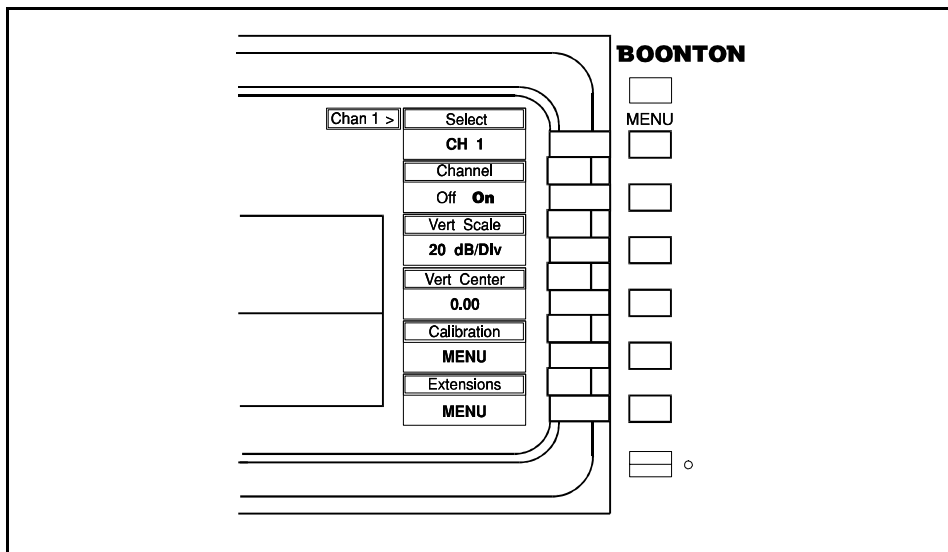 BOONTON
MENU
Chan 1 >
Select
CH 1
Channel
Off On
Vert Scale
20 dB/Div
Vert Center
0.00
Calibration
MENU
Extensions
MENU